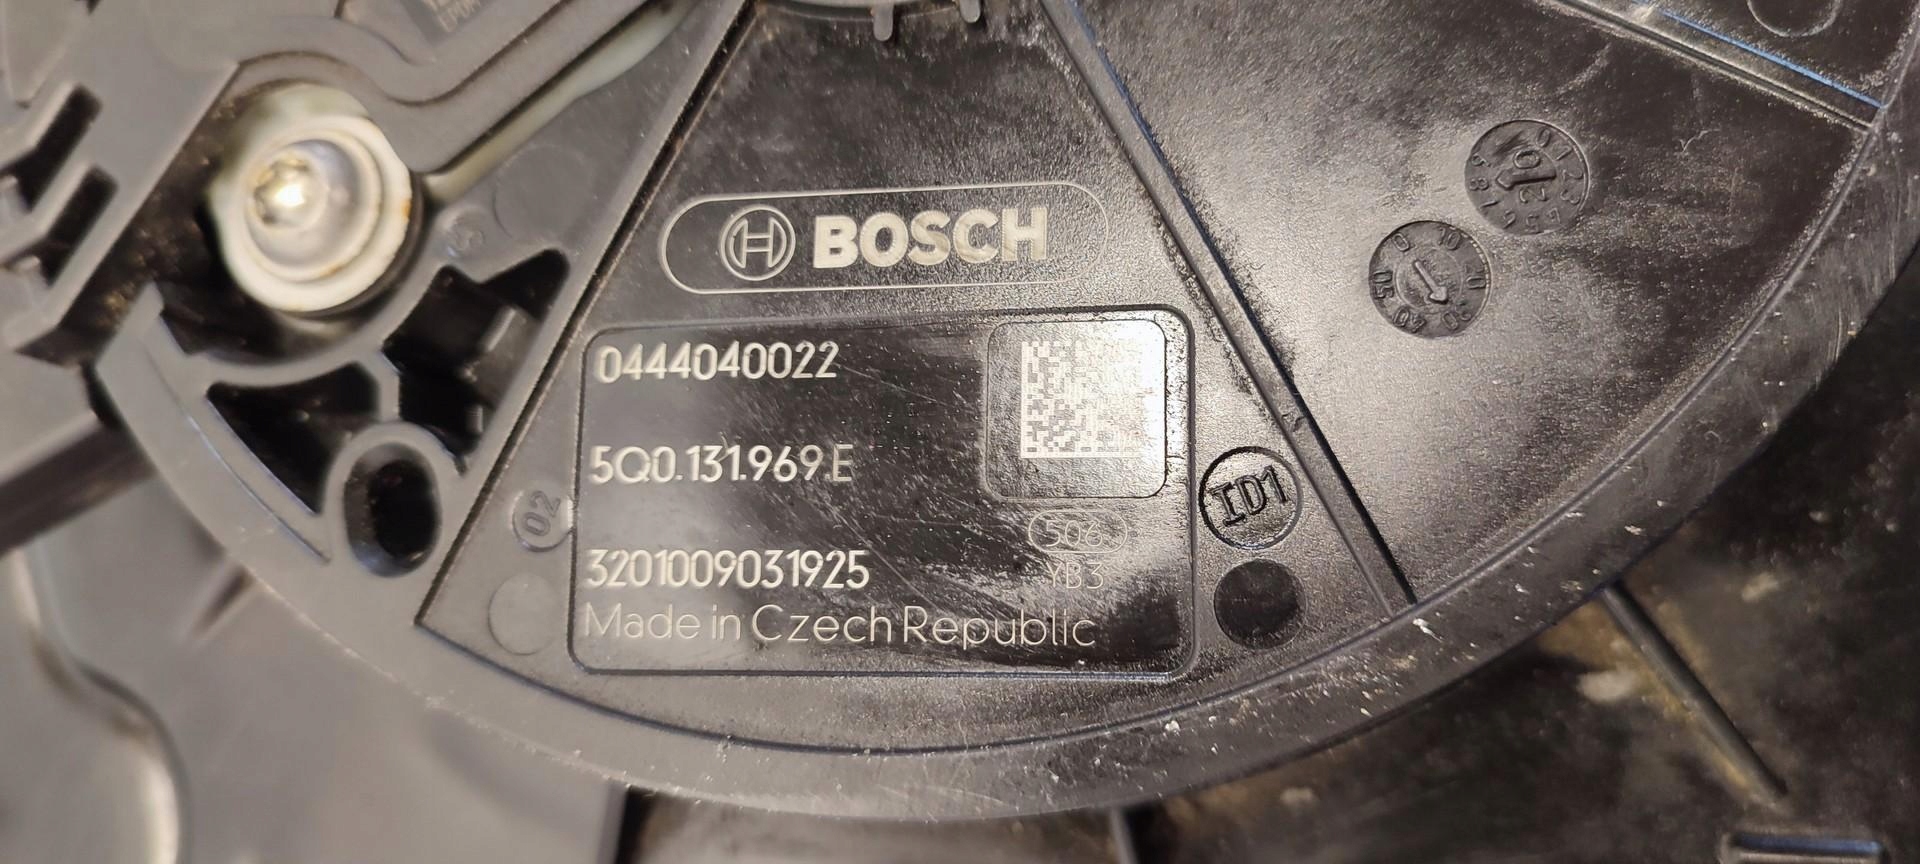 BOSCH
0444040022
5Q0.131.969.E
02
ID1
506
3201009031925
YB3
Made in Czech Republic